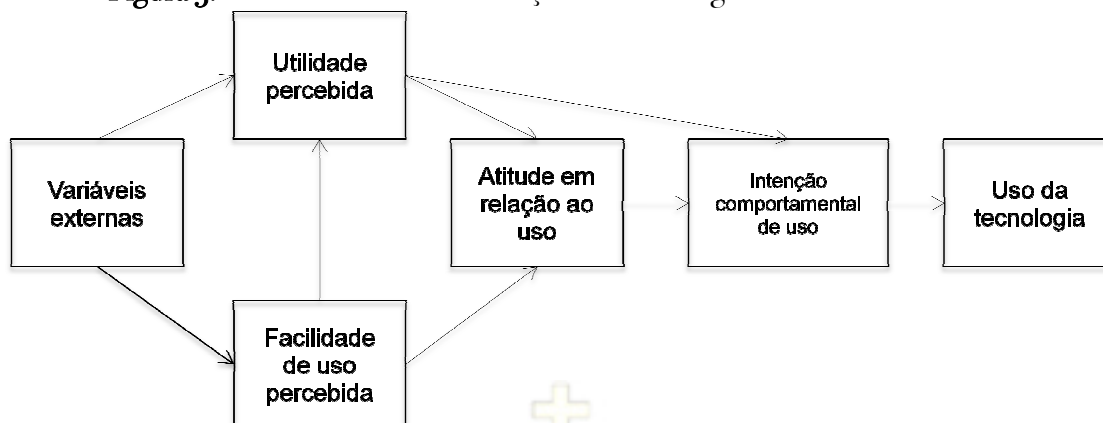 Utilidade
percebida
Variáveis
externas
Atitude em
relação ao
uso
Intenção
comportamental
de uso
Uso da
tecnologia
Facilidade
de uso
percebida